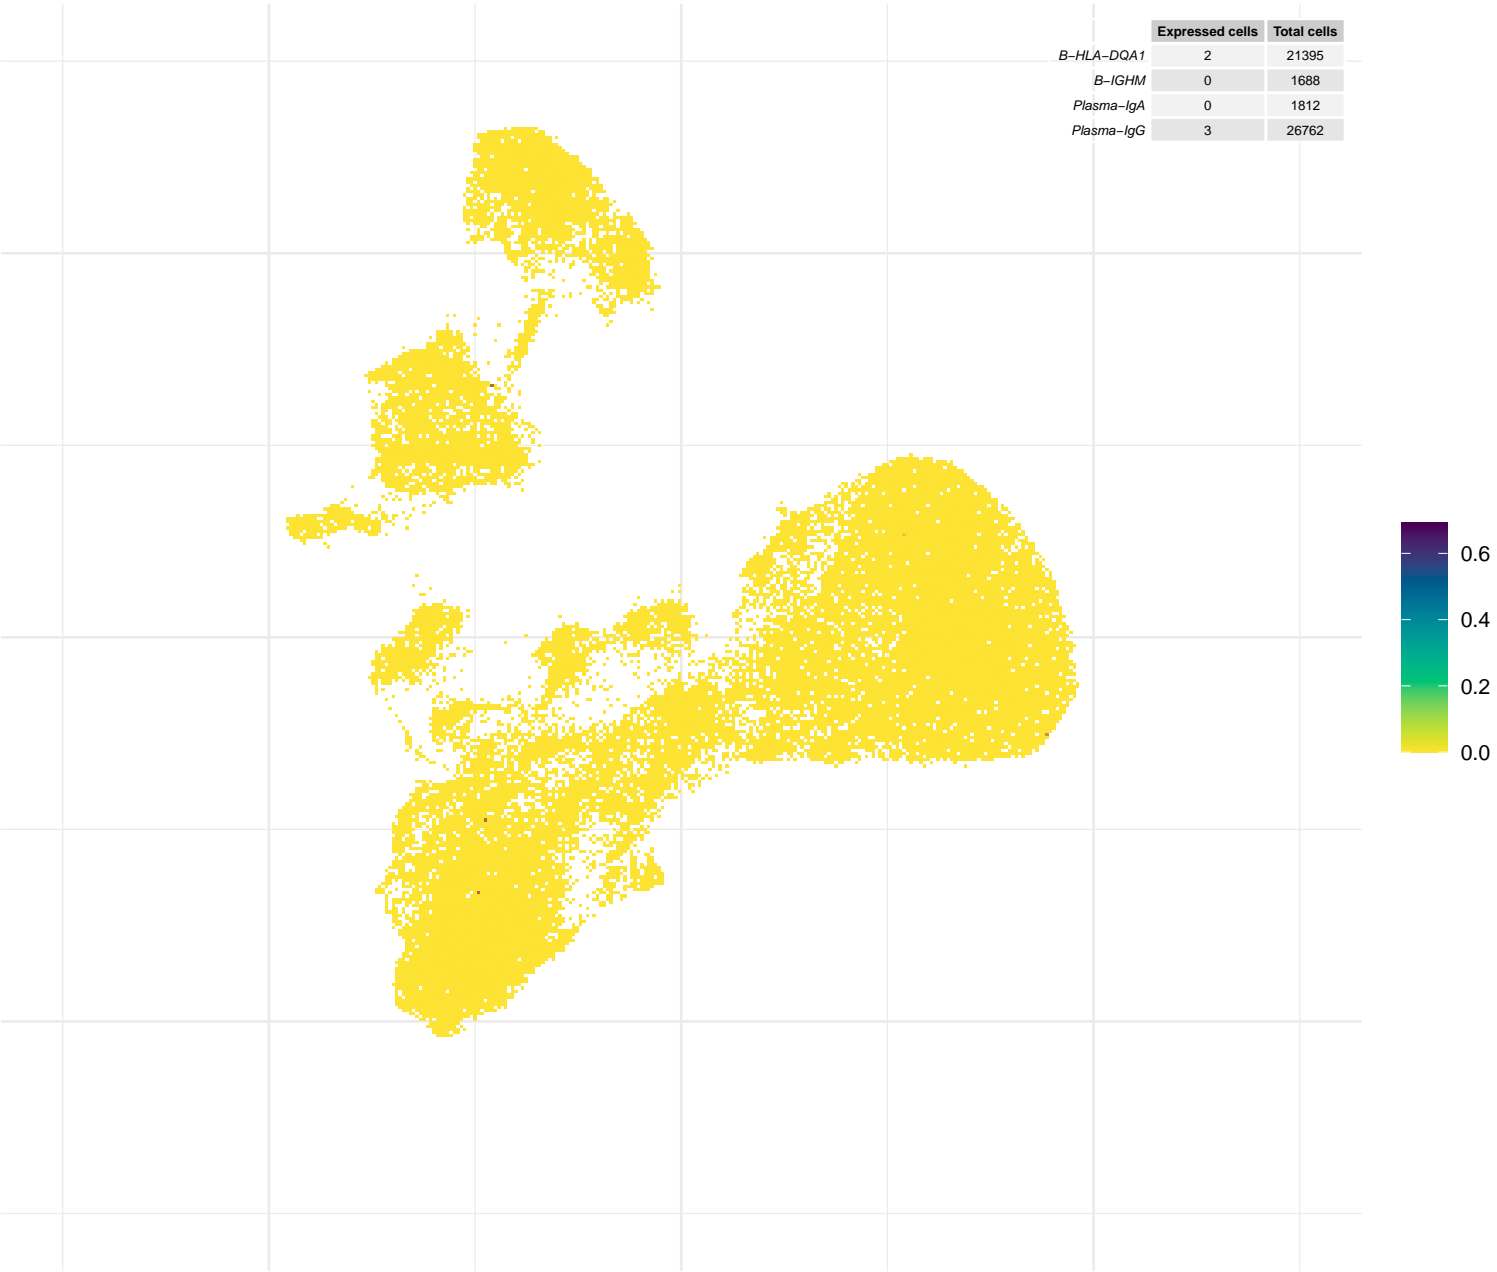 Expressed cells Total cells
B−HLA−DQA1 2 21395
B−IGHM 0 1688
Plasma−IgA 0 1812
Plasma−IgG 3 26762
0.6
0.4
0.2
0.0